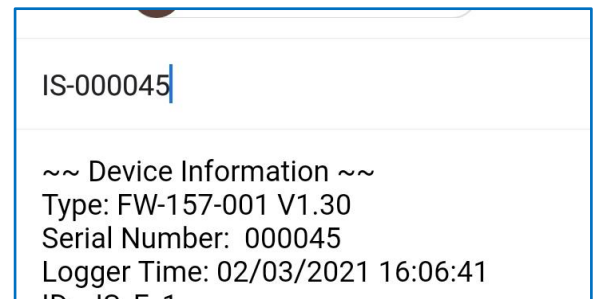 IS-000045
~~ Device Information ~~
Type: FW-157-001 V1.30
Serial Number:  000045
Logger Time: 02/03/2021 16:06:41